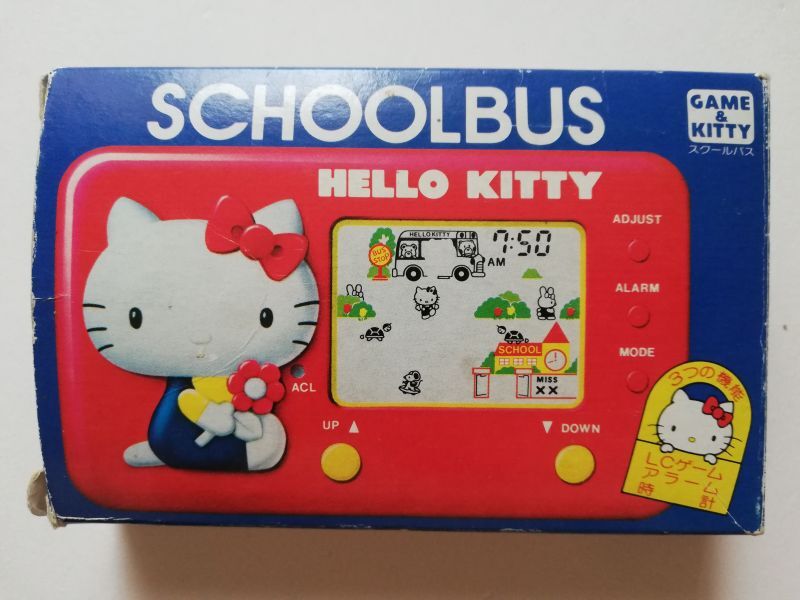 SCHOOLBUS
GAME
&
KITTY
スクールバス
HELLO KITTY
ADJUST
ALARM
MODE
HELLO KITTY
BUS
STOP
7:50
AM
SCHOOL
MISS
XX
ACL
UP ▲
▼ DOWN
3つの機能
LCゲーム
アラーム
時計